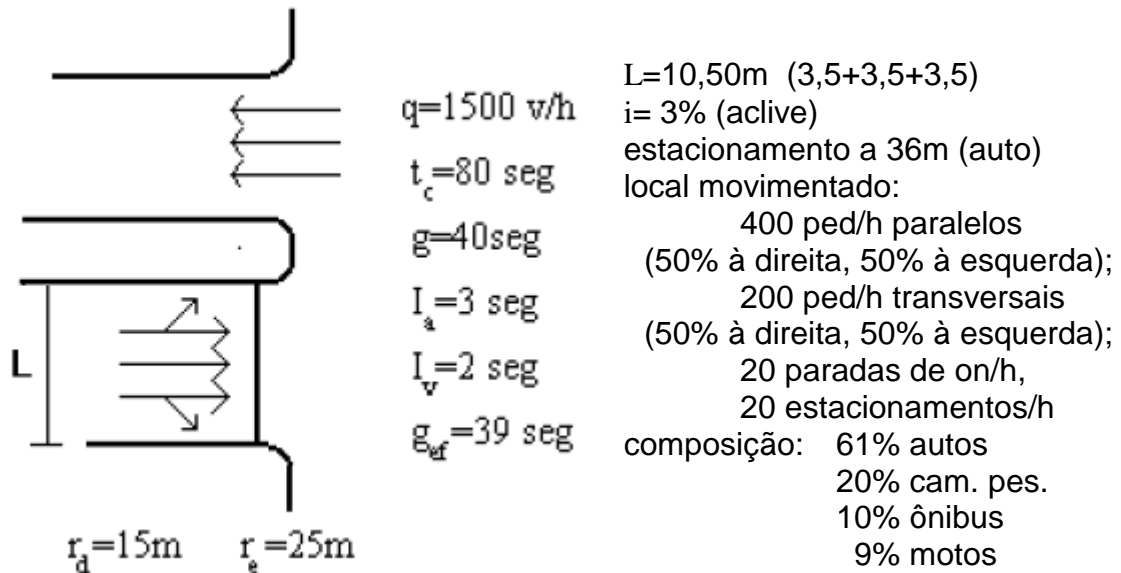 q=1500 v/h
t_c=80 seg
g=40seg
I_a=3 seg
I_v=2 seg
g_ef=39 seg
L
r_d=15m r_e=25m
L=10,50m (3,5+3,5+3,5)
i= 3% (aclive)
estacionamento a 36m (auto)
local movimentado:
400 ped/h paralelos
(50% à direita, 50% à esquerda);
200 ped/h transversais
(50% à direita, 50% à esquerda);
20 paradas de on/h,
20 estacionamentos/h
composição: 61% autos
20% cam. pes.
10% ônibus
9% motos